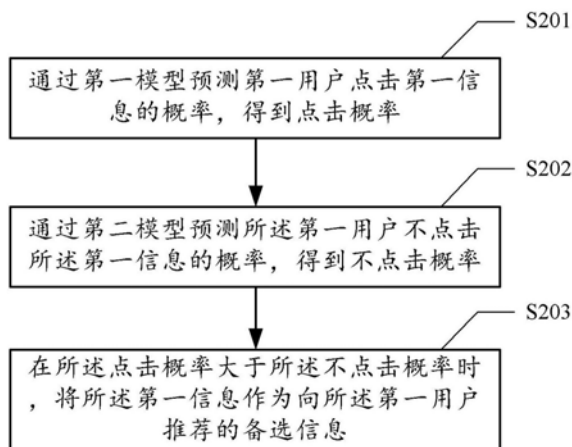 S201
通过第一模型预测第一用户点击第一信
息的概率，得到点击概率
S202
通过第二模型预测所述第一用户不点击
所述第一信息的概率，得到不点击概率
S203
在所述点击概率大于所述不点击概率时
，将所述第一信息作为向所述第一用户
推荐的备选信息